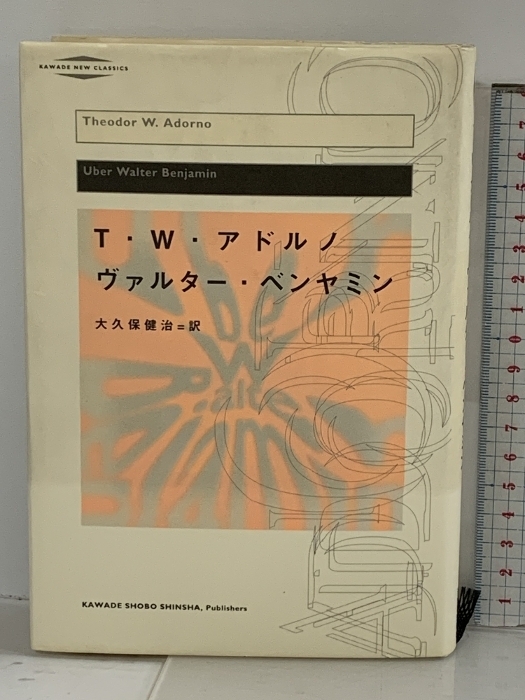 KAWADE NEW CLASSICS
Theodor W. Adorno
Uber Walter Benjamin
T・W・アドルノ
ヴァルター・ベンヤミン
大久保健治=訳
KAWADE SHOBO SHINSHA, Publishers